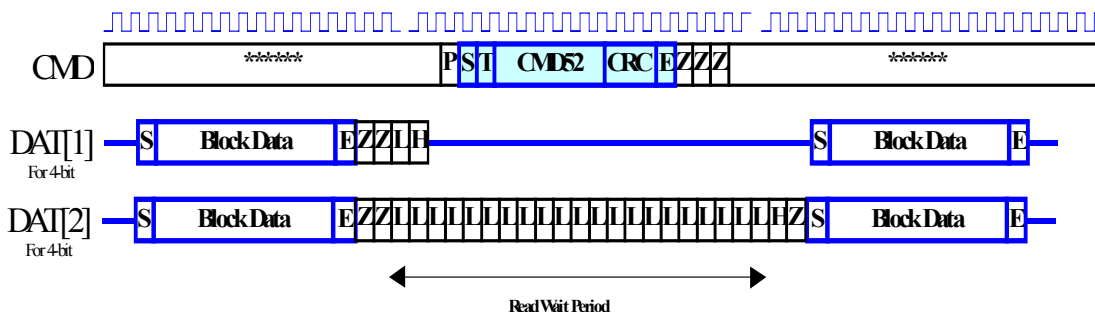 CMD ****** P S T CMD52 CRC E Z Z Z ******
DAT[1] S Block Data E Z Z L H S Block Data E
For 4-bit
DAT[2] S Block Data E Z Z L L L L L L L L L L L L L L L L L L L L L H Z S Block Data E
For 4-bit
Read Wait Period